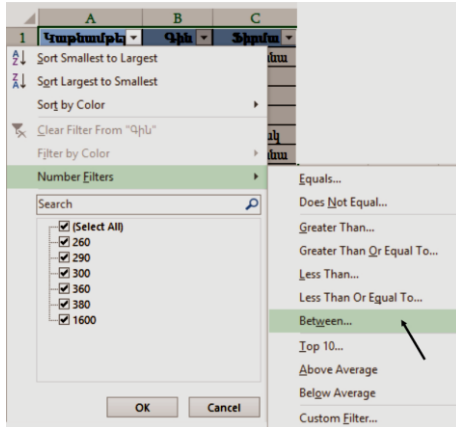 A B C
1 Կաթնամթեր Գին Ֆիրմա
Sort Smallest to Largest
Sort Largest to Smallest
Sort by Color
Clear Filter From "Գին"
Filter by Color
Number Filters
Search
(Select All)
260
290
300
360
380
1600
OK Cancel
Equals...
Does Not Equal...
Greater Than...
Greater Than Or Equal To...
Less Than...
Less Than Or Equal To...
Between...
Top 10...
Above Average
Below Average
Custom Filter...